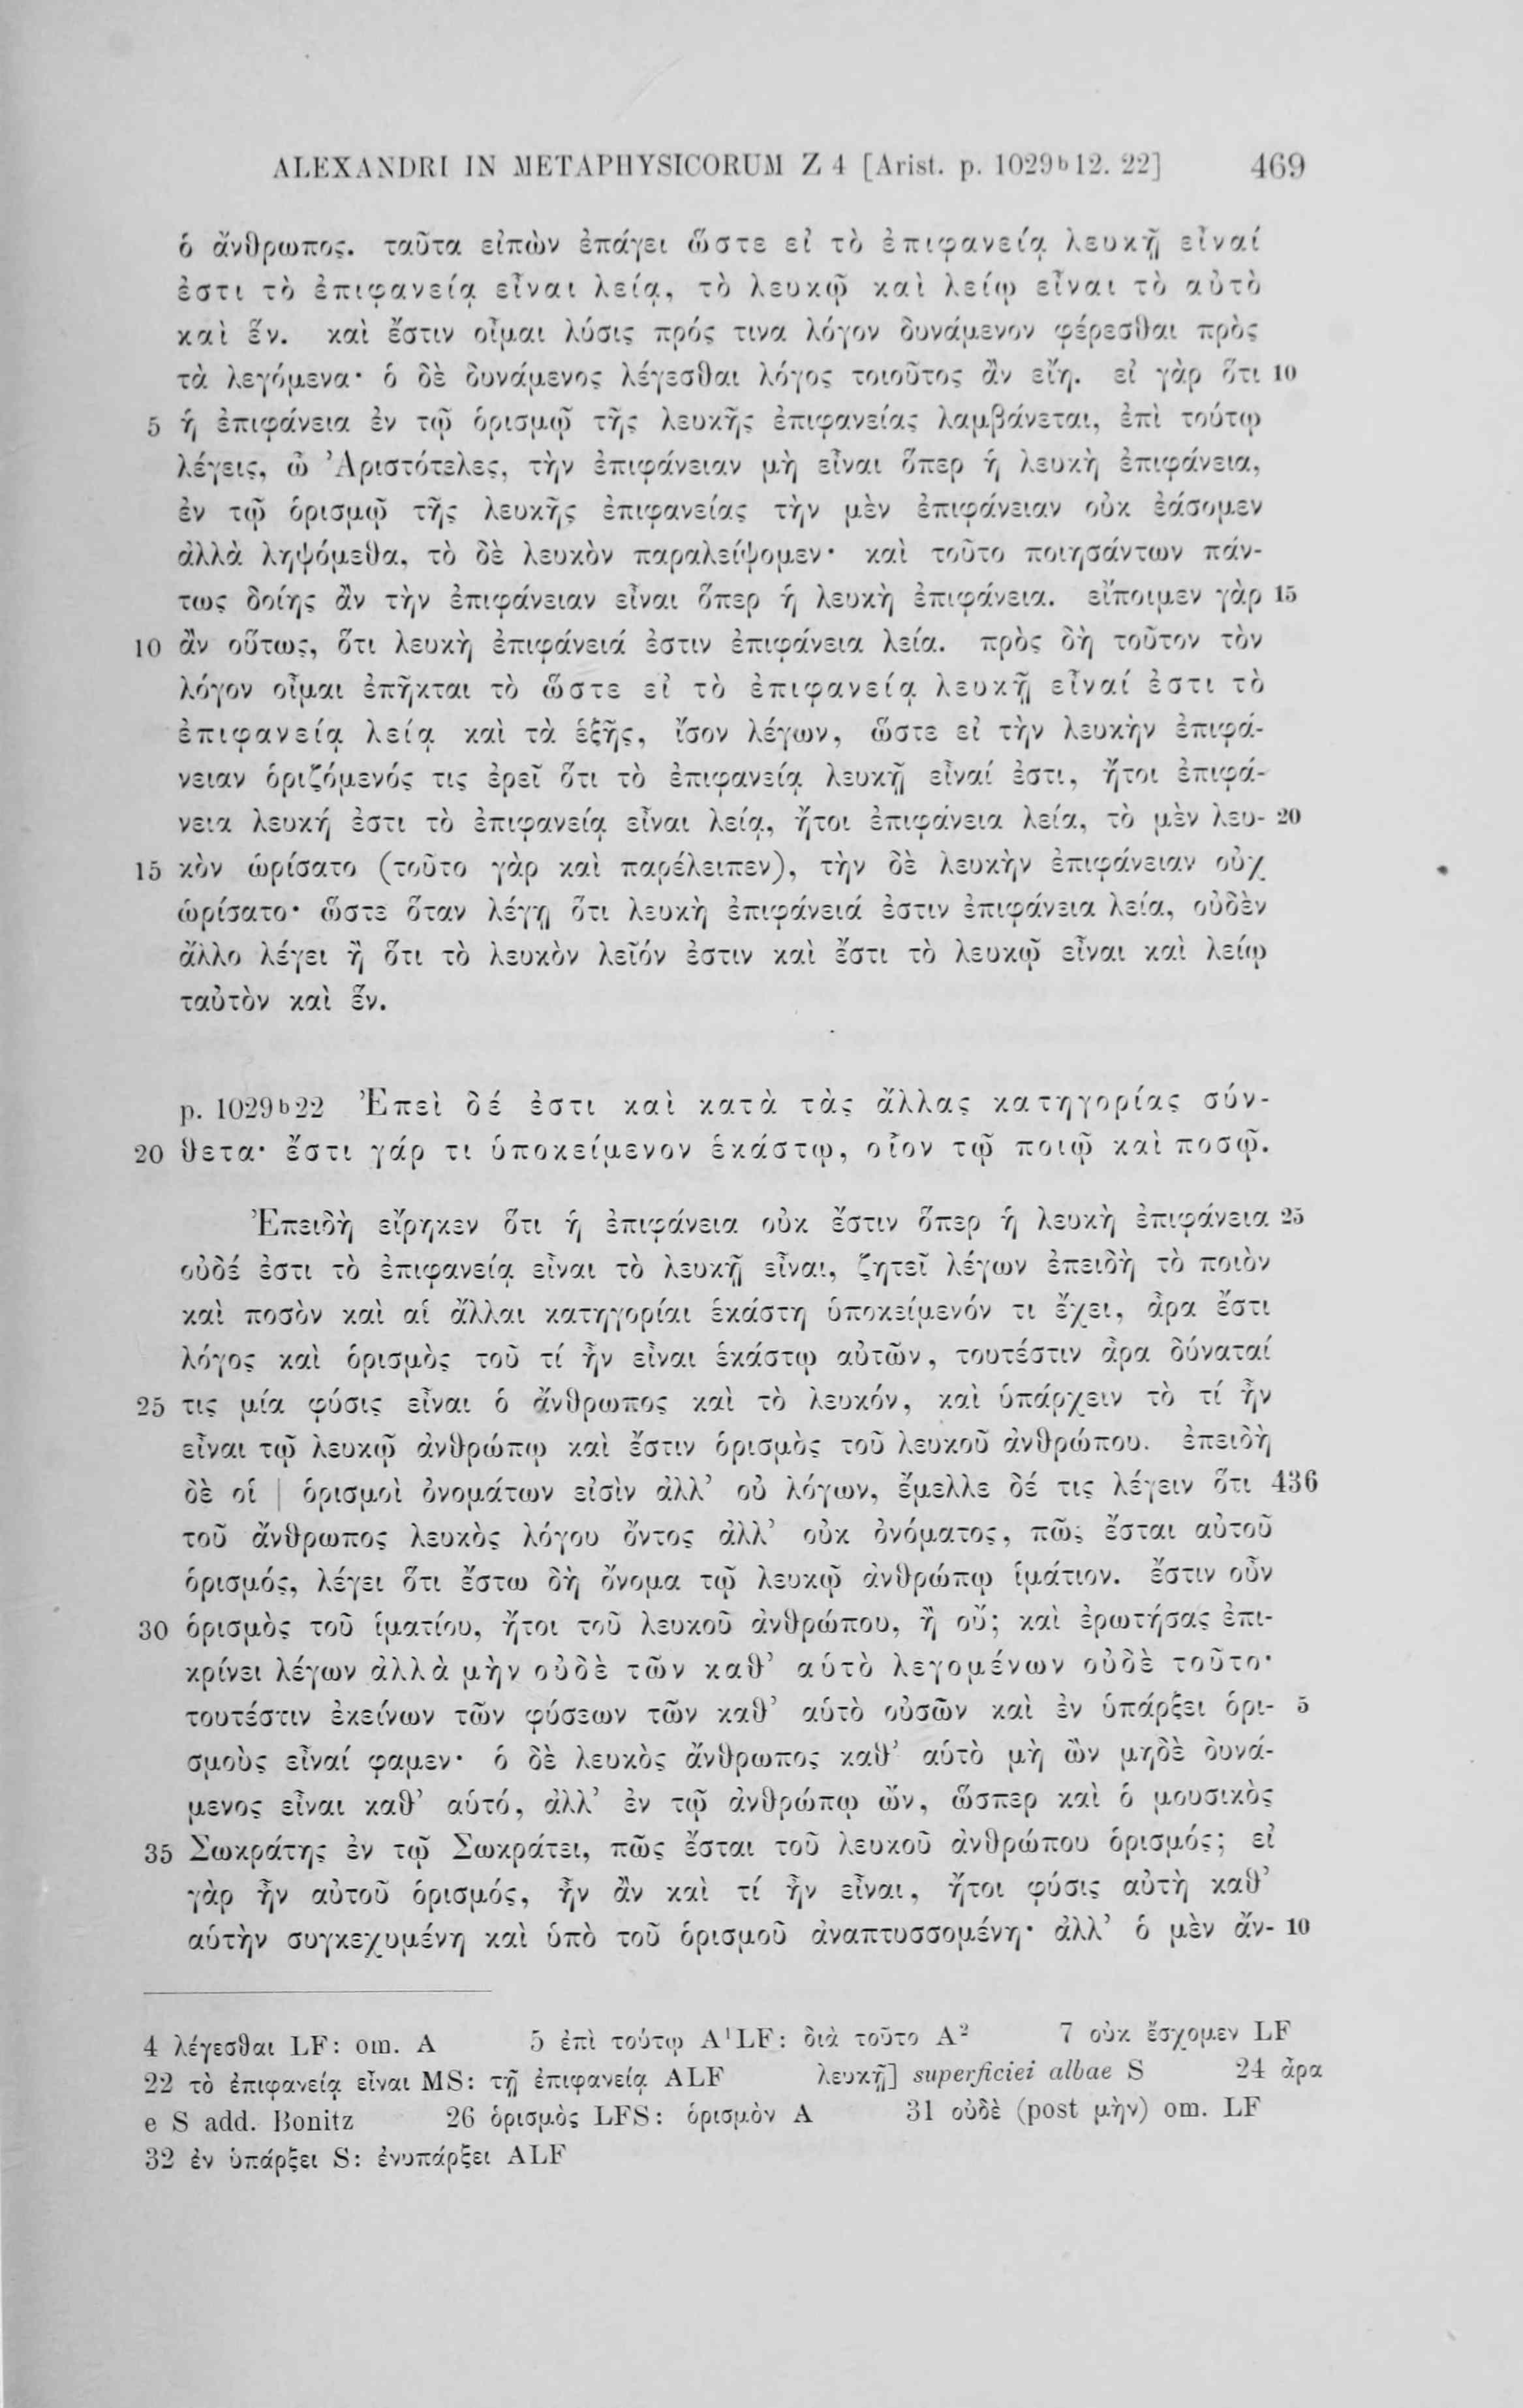 ALEXANDRI IN METAPHYSICORUM Z 4 [Arist. p. 1029b12. 22] 469
ὁ ἄνθρωπος. ταῦτα εἰπὼν ἐπάγει ὥστε εἰ τὸ ἐπιφανείᾳ λευκῇ εἶναί
ἐστι τὸ ἐπιφανείᾳ εἶναι λείᾳ, τὸ λευκῷ καὶ λείῳ εἶναι τὸ αὐτὸ
καὶ ἕν. καὶ ἔστιν οἶμαι λύσις πρός τινα λόγον δυνάμενον φέρεσθαι πρὸς
τὰ λεγόμενα· ὁ δὲ δυνάμενος λέγεσθαι λόγος τοιοῦτος ἂν εἴη. εἰ γὰρ ὅτι 10
5 ἡ ἐπιφάνεια ἐν τῷ ὁρισμῷ τῆς λευκῆς ἐπιφανείας λαμβάνεται, ἐπὶ τούτῳ
λέγεις, ὦ Ἀριστότελες, τὴν ἐπιφάνειαν μὴ εἶναι ὅπερ ἡ λευκὴ ἐπιφάνεια,
ἐν τῷ ὁρισμῷ τῆς λευκῆς ἐπιφανείας τὴν μὲν ἐπιφάνειαν οὐκ ἐάσομεν
ἀλλὰ ληψόμεθα, τὸ δὲ λευκὸν παραλείψομεν· καὶ τοῦτο ποιησάντων πάν-
τως δοίης ἂν τὴν ἐπιφάνειαν εἶναι ὅπερ ἡ λευκὴ ἐπιφάνεια. εἴποιμεν γὰρ 15
10 ἂν οὕτως, ὅτι λευκὴ ἐπιφάνειά ἐστιν ἐπιφάνεια λεία. πρὸς δὴ τοῦτον τὸν
λόγον οἶμαι ἐπῆκται τὸ ὥστε εἰ τὸ ἐπιφανείᾳ λευκῇ εἶναί ἐστι τὸ
ἐπιφανείᾳ λείᾳ καὶ τὰ ἑξῆς, ἴσον λέγων, ὥστε εἰ τὴν λευκὴν ἐπιφά-
νειαν ὁριζόμενός τις ἐρεῖ ὅτι τὸ ἐπιφανείᾳ λευκῇ εἶναί ἐστι, ἤτοι ἐπιφά-
νεια λευκή ἐστι τὸ ἐπιφανείᾳ εἶναι λείᾳ, ἤτοι ἐπιφάνεια λεία, τὸ μὲν λευ- 20
15 κὸν ὡρίσατο (τοῦτο γὰρ καὶ παρέλειπεν), τὴν δὲ λευκὴν ἐπιφάνειαν οὐχ
ὡρίσατο· ὥστε ὅταν λέγῃ ὅτι λευκὴ ἐπιφάνειά ἐστιν ἐπιφάνεια λεία, οὐδὲν
ἄλλο λέγει ἢ ὅτι τὸ λευκὸν λεῖόν ἐστιν καὶ ἔστι τὸ λευκῷ εἶναι καὶ λείῳ
ταὐτὸν καὶ ἕν.
p. 1029b22 Ἐπεὶ δέ ἐστι καὶ κατὰ τὰς ἄλλας κατηγορίας σύν-
20 θετα· ἔστι γάρ τι ὑποκείμενον ἑκάστῳ, οἷον τῷ ποιῷ καὶ ποσῷ.
Ἐπειδὴ εἴρηκεν ὅτι ἡ ἐπιφάνεια οὐκ ἔστιν ὅπερ ἡ λευκὴ ἐπιφάνεια 25
οὐδέ ἐστι τὸ ἐπιφανείᾳ εἶναι τὸ λευκῇ εἶναι, ζητεῖ λέγων ἐπειδὴ τὸ ποιὸν
καὶ ποσὸν καὶ αἱ ἄλλαι κατηγορίαι ἑκάστη ὑποκείμενόν τι ἔχει, ἆρα ἔστι
λόγος καὶ ὁρισμὸς τοῦ τί ἦν εἶναι ἑκάστῳ αὐτῶν, τουτέστιν ἆρα δύναταί
25 τις μία φύσις εἶναι ὁ ἄνθρωπος καὶ τὸ λευκόν, καὶ ὑπάρχειν τὸ τί ἦν
εἶναι τῷ λευκῷ ἀνθρώπῳ καὶ ἔστιν ὁρισμὸς τοῦ λευκοῦ ἀνθρώπου. ἐπειδὴ
δὲ οἱ | ὁρισμοὶ ὀνομάτων εἰσὶν ἀλλ' οὐ λόγων, ἔμελλε δέ τις λέγειν ὅτι 436
τοῦ ἄνθρωπος λευκὸς λόγου ὄντος ἀλλ' οὐκ ὀνόματος, πῶς ἔσται αὐτοῦ
ὁρισμός, λέγει ὅτι ἔστω δὴ ὄνομα τῷ λευκῷ ἀνθρώπῳ ἱμάτιον. ἔστιν οὖν
30 ὁρισμὸς τοῦ ἱματίου, ἤτοι τοῦ λευκοῦ ἀνθρώπου, ἢ οὔ; καὶ ἐρωτήσας ἐπι-
κρίνει λέγων ἀλλὰ μὴν οὐδὲ τῶν καθ' αὑτὸ λεγομένων οὐδὲ τοῦτο·
τουτέστιν ἐκείνων τῶν φύσεων τῶν καθ' αὑτὸ οὐσῶν καὶ ἐν ὑπάρξει ὁρι- 5
σμοὺς εἶναί φαμεν· ὁ δὲ λευκὸς ἄνθρωπος καθ' αὑτὸ μὴ ὢν μηδὲ δυνά-
μενος εἶναι καθ' αὑτό, ἀλλ' ἐν τῷ ἀνθρώπῳ ὤν, ὥσπερ καὶ ὁ μουσικὸς
35 Σωκράτης ἐν τῷ Σωκράτει, πῶς ἔσται τοῦ λευκοῦ ἀνθρώπου ὁρισμός; εἰ
γὰρ ἦν αὐτοῦ ὁρισμός, ἦν ἂν καὶ τί ἦν εἶναι, ἤτοι φύσις αὐτὴ καθ'
αὑτὴν συγκεχυμένη καὶ ὑπὸ τοῦ ὁρισμοῦ ἀναπτυσσομένη· ἀλλ' ὁ μὲν ἄν- 10
4 λέγεσθαι LF: om. A 5 ἐπὶ τούτῳ A¹LF: διὰ τοῦτο A² 7 οὐκ ἔσχομεν LF
22 τὸ ἐπιφανείᾳ εἶναι MS: τῇ ἐπιφανείᾳ ALF λευκῇ] superficiei albae S 24 ἆρα
e S add. Bonitz 26 ὁρισμὸς LFS: ὁρισμὸν A 31 οὐδὲ (post μὴν) om. LF
32 ἐν ὑπάρξει S: ἐνυπάρξει ALF